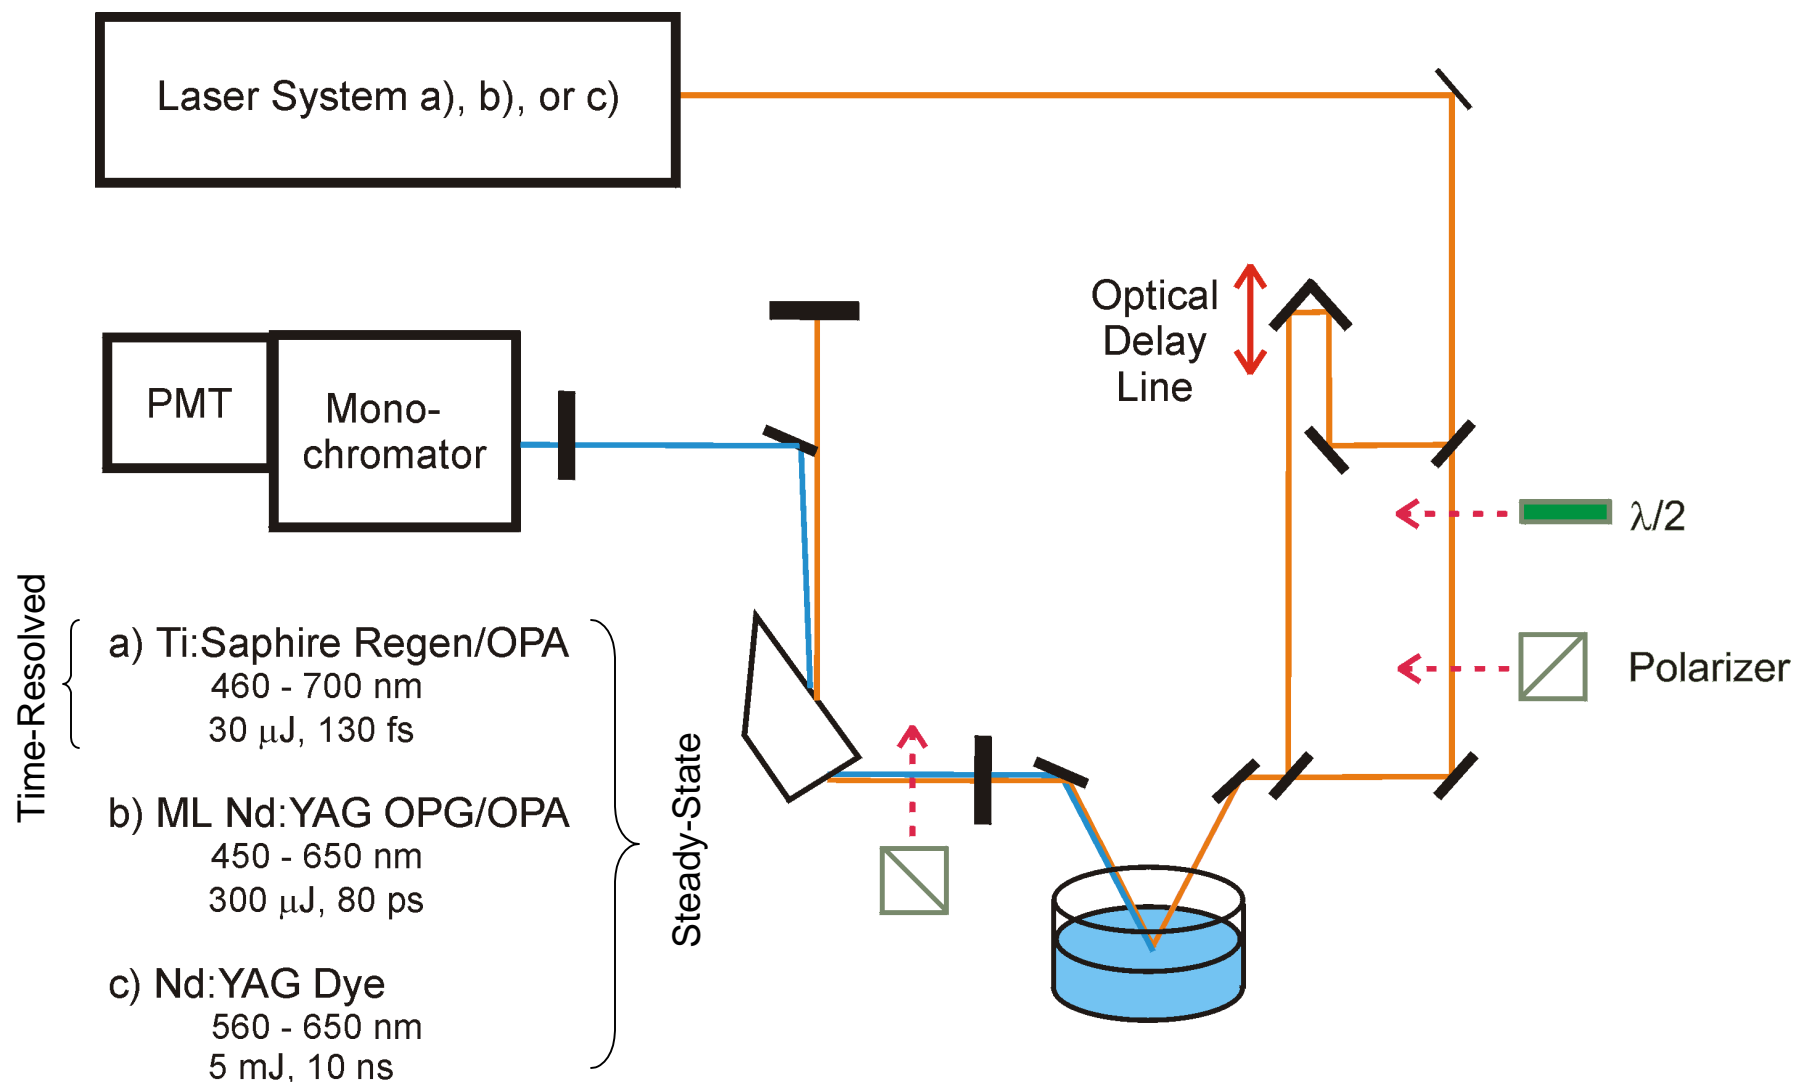 Laser System a), b), or c)
Optical
Delay
Line
PMT
Mono-
chromator
λ/2
Polarizer
Time-Resolved
a) Ti:Saphire Regen/OPA
460 - 700 nm
30 μJ, 130 fs
b) ML Nd:YAG OPG/OPA
450 - 650 nm
300 μJ, 80 ps
c) Nd:YAG Dye
560 - 650 nm
5 mJ, 10 ns
Steady-State